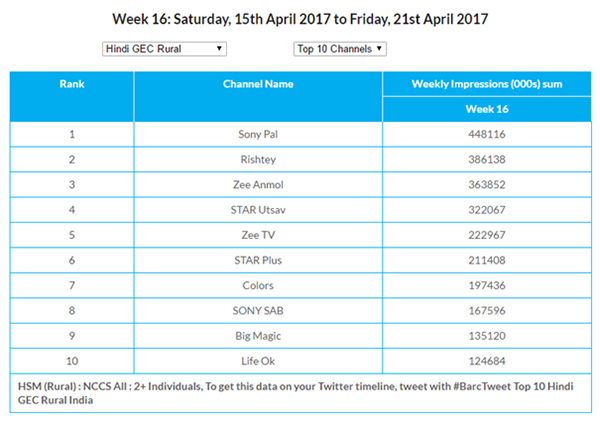 Week 16: Saturday, 15th April 2017 to Friday, 21st April 2017
Hindi GEC Rural Top 10 Channels
Rank Channel Name Weekly Impressions (000s) sum
Week 16
1 Sony Pal 448116
2 Rishtey 386138
3 Zee Anmol 363852
4 STAR Utsav 322067
5 Zee TV 222967
6 STAR Plus 211408
7 Colors 197436
8 SONY SAB 167596
9 Big Magic 135120
10 Life Ok 124684
HSM (Rural) : NCCS All : 2+ Individuals, To get this data on your Twitter timeline, tweet with #BarcTweet Top 10 Hindi
GEC Rural India